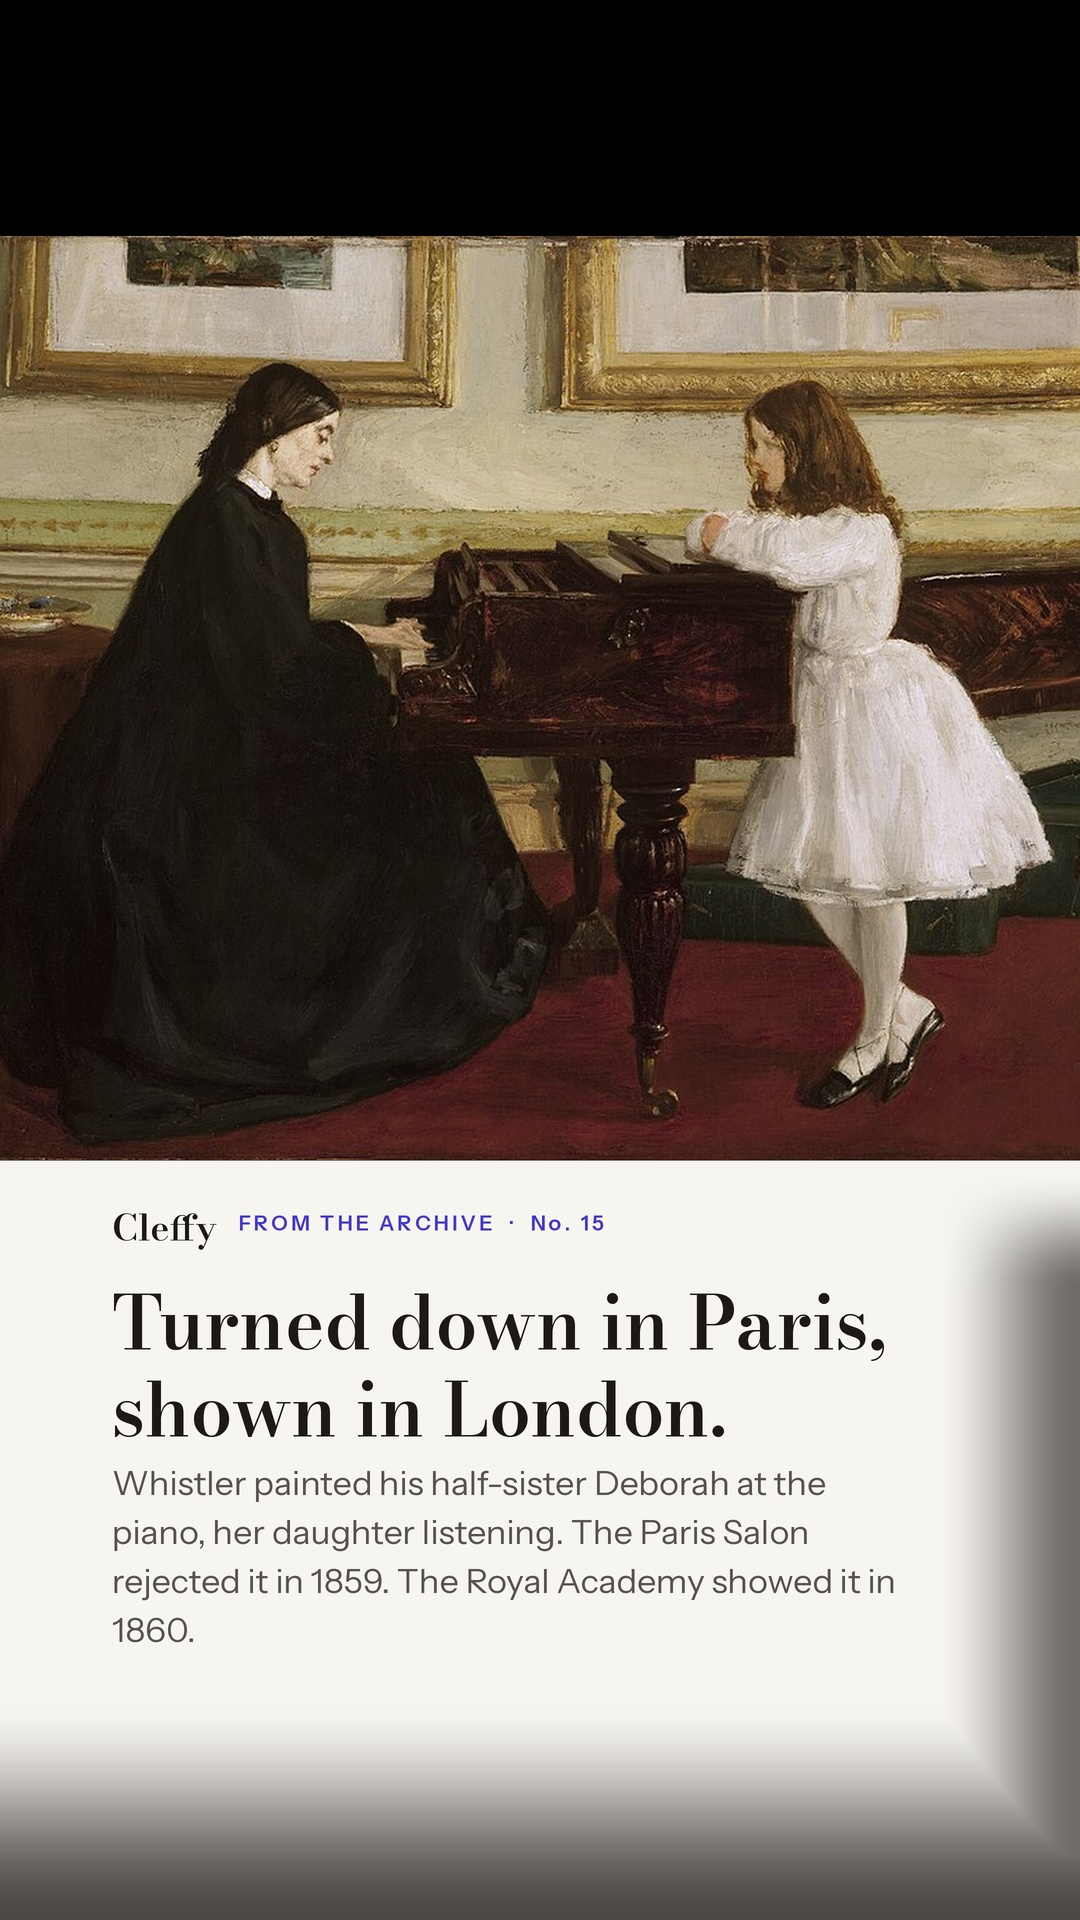 Cleffy FROM THE ARCHIVE · No. 15
Turned down in Paris,
shown in London.
Whistler painted his half-sister Deborah at the
piano, her daughter listening. The Paris Salon
rejected it in 1859. The Royal Academy showed it in
1860.